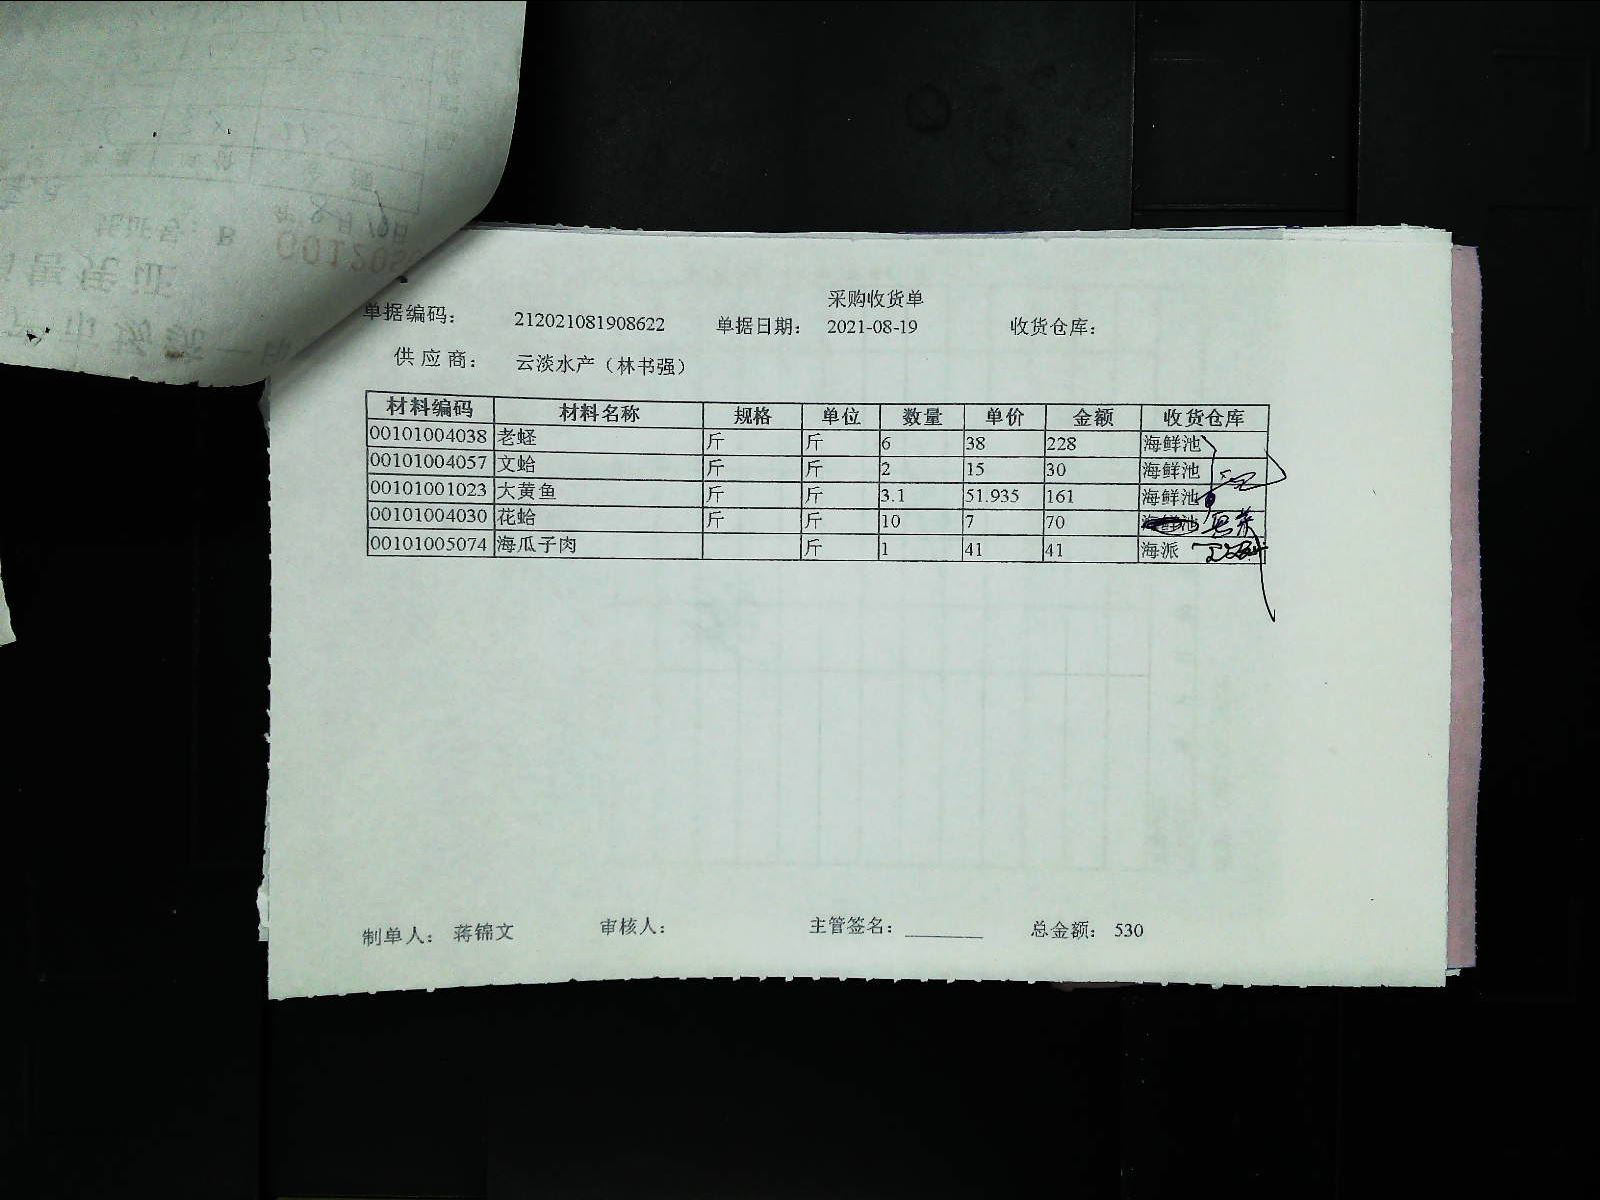 采购收货单
单据编码： 212021081908622 单据日期： 2021-08-19 收货仓库：
供应商： 云淡水产（林书强）
材料编码 材料名称 规格 单位 数量 单价 金额 收货仓库
00101004038 老蛏 斤 斤 6 38 228 海鲜池
00101004057 文蛤 斤 斤 2 15 30 海鲜池
00101001023 大黄鱼 斤 斤 3.1 51.935 161 海鲜池
00101004030 花蛤 斤 斤 10 7 70 海鲜池
00101005074 海瓜子肉 斤 1 41 41 海派
制单人： 蒋锦文 审核人： 主管签名： 总金额： 530